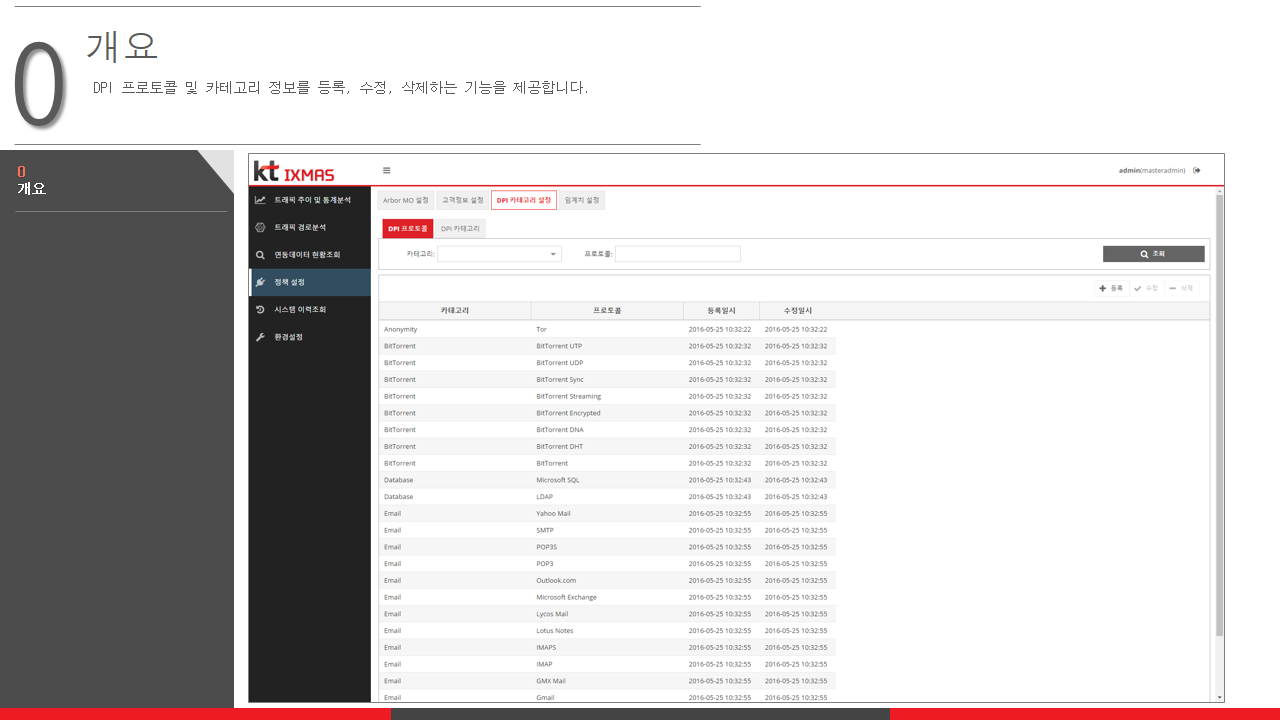 0
개요
DPI 프로토콜 및 카테고리 정보를 등록, 수정, 삭제하는 기능을 제공합니다.
0
개요
kt IXMAS
admin(masteradmin)
트래픽 추이 및 통계분석
트래픽 경로분석
연동데이터 현황조회
정책 설정
시스템 이력조회
환경설정
Arbor MO 설정 고객정보 설정 DPI 카테고리 설정 임계치 설정
DPI 프로토콜 DPI 카테고리
카테고리: 프로토콜: 조회
등록 수정 삭제
카테고리 프로토콜 등록일시 수정일시
Anonymity Tor 2016-05-25 10:32:22 2016-05-25 10:32:22
BitTorrent BitTorrent UTP 2016-05-25 10:32:32 2016-05-25 10:32:32
BitTorrent BitTorrent UDP 2016-05-25 10:32:32 2016-05-25 10:32:32
BitTorrent BitTorrent Sync 2016-05-25 10:32:32 2016-05-25 10:32:32
BitTorrent BitTorrent Streaming 2016-05-25 10:32:32 2016-05-25 10:32:32
BitTorrent BitTorrent Encrypted 2016-05-25 10:32:32 2016-05-25 10:32:32
BitTorrent BitTorrent DNA 2016-05-25 10:32:32 2016-05-25 10:32:32
BitTorrent BitTorrent DHT 2016-05-25 10:32:32 2016-05-25 10:32:32
BitTorrent BitTorrent 2016-05-25 10:32:32 2016-05-25 10:32:32
Database Microsoft SQL 2016-05-25 10:32:43 2016-05-25 10:32:43
Database LDAP 2016-05-25 10:32:43 2016-05-25 10:32:43
Email Yahoo Mail 2016-05-25 10:32:55 2016-05-25 10:32:55
Email SMTP 2016-05-25 10:32:55 2016-05-25 10:32:55
Email POP3S 2016-05-25 10:32:55 2016-05-25 10:32:55
Email POP3 2016-05-25 10:32:55 2016-05-25 10:32:55
Email Outlook.com 2016-05-25 10:32:55 2016-05-25 10:32:55
Email Microsoft Exchange 2016-05-25 10:32:55 2016-05-25 10:32:55
Email Lycos Mail 2016-05-25 10:32:55 2016-05-25 10:32:55
Email Lotus Notes 2016-05-25 10:32:55 2016-05-25 10:32:55
Email IMAPS 2016-05-25 10:32:55 2016-05-25 10:32:55
Email IMAP 2016-05-25 10:32:55 2016-05-25 10:32:55
Email GMX Mail 2016-05-25 10:32:55 2016-05-25 10:32:55
Email Gmail 2016-05-25 10:32:55 2016-05-25 10:32:55